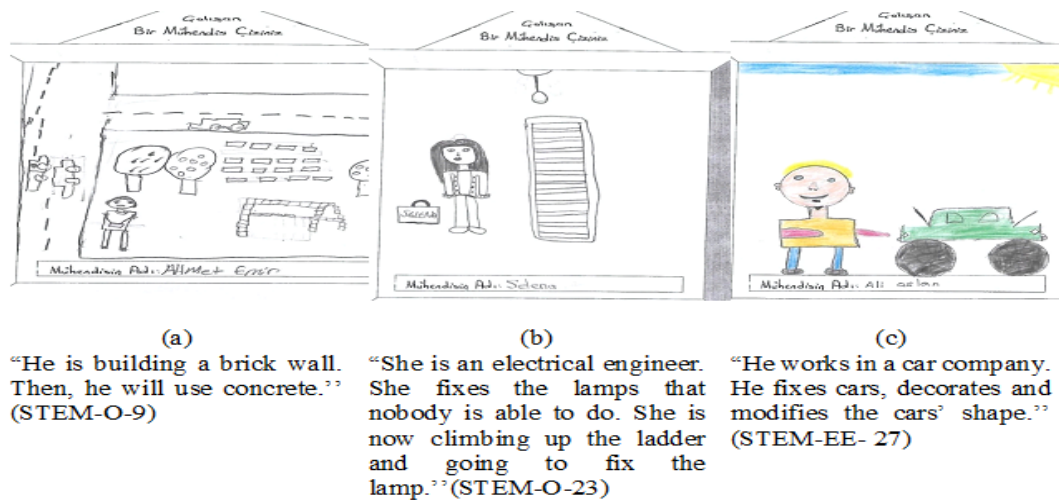 Çalışan
Bir Mühendis Çiziniz
Mühendisin Adı: Ahmet Emir
Çalışan
Bir Mühendis Çiziniz
Selena
Mühendisin Adı: Selena
Çalışan
Bir Mühendis Çiziniz
Mühendisin Adı: Ali aslan
(a)
“He is building a brick wall.
Then, he will use concrete.’’
(STEM-O-9)
(b)
“She is an electrical engineer.
She fixes the lamps that
nobody is able to do. She is
now climbing up the ladder
and going to fix the
lamp.’’(STEM-O-23)
(c)
“He works in a car company.
He fixes cars, decorates and
modifies the cars’ shape.’’
(STEM-EE- 27)